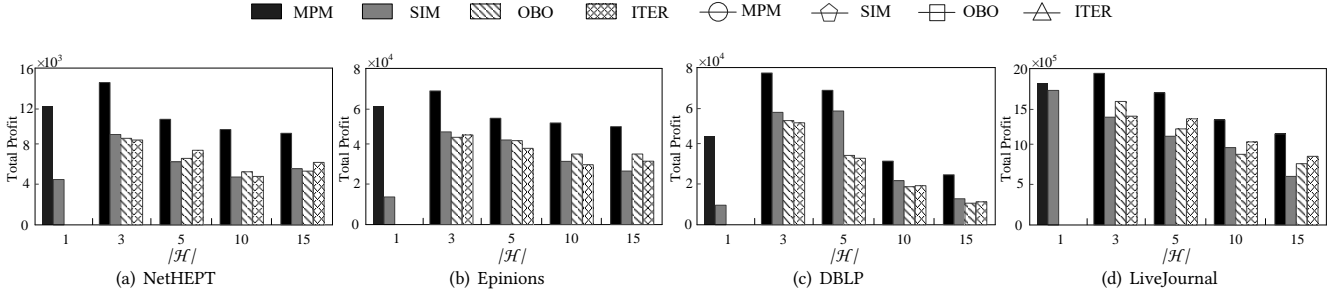 MPM SIM OBO ITER MPM SIM OBO ITER
×10³
16
12
8
4
0
Total Profit
1 3 5 10 15
|ℋ|
(a) NetHEPT
×10⁴
8
6
4
2
0
Total Profit
1 3 5 10 15
|ℋ|
(b) Epinions
×10⁴
8
6
4
2
0
Total Profit
1 3 5 10 15
|ℋ|
(c) DBLP
×10⁵
20
15
10
5
0
Total Profit
1 3 5 10 15
|ℋ|
(d) LiveJournal